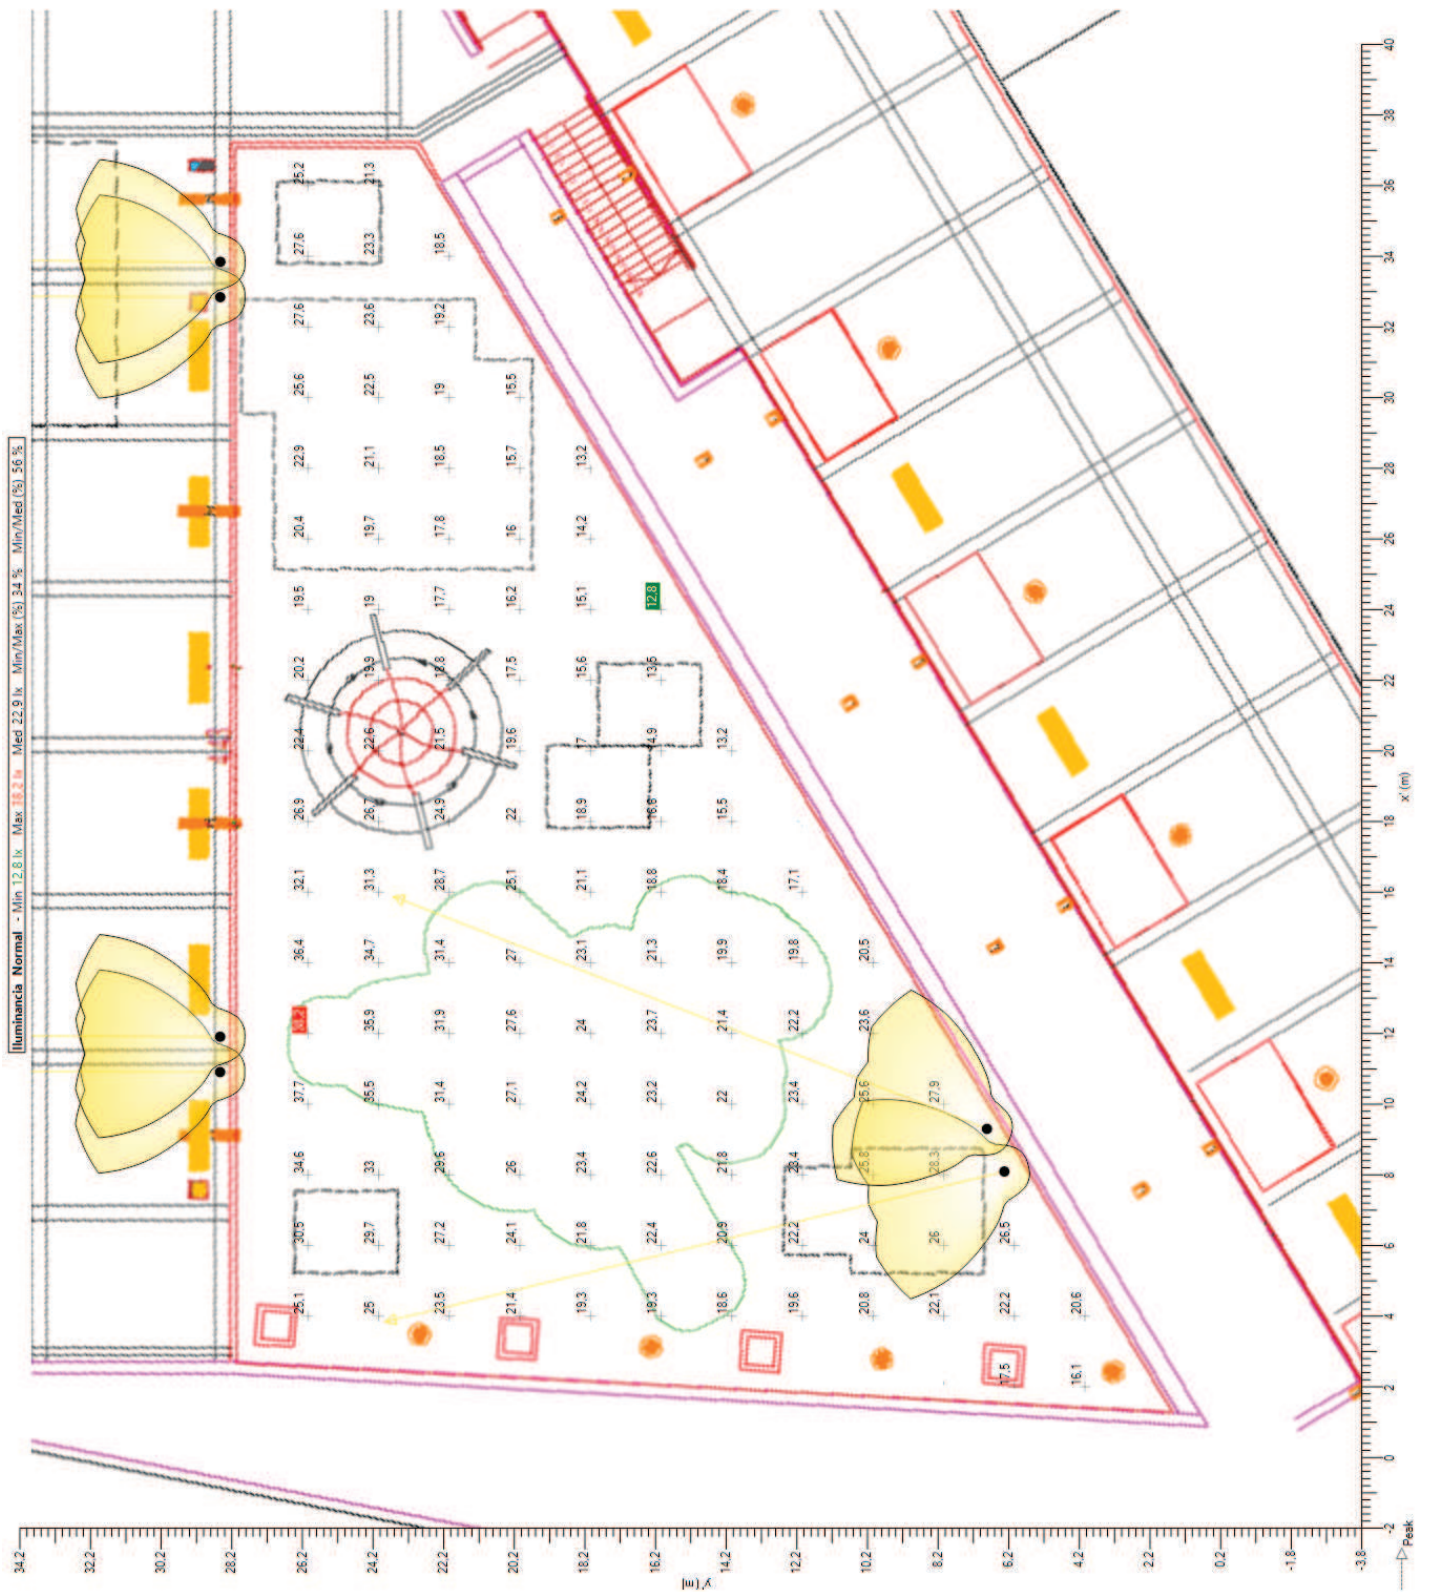 Iluminancia Normal - Min 12.8 lx Max 38.2 lx Med 22.9 lx Min/Max (%) 34 % Min/Med (%) 56 %
34.2
32.2
30.2
28.2
26.2 25.1 30.5 34.6 37.7 38.2 36.4 32.1 26.9 22.4 20.2 19.5 20.4 22.9 25.6 27.6 27.6 25.2
24.2 25 29.7 33 35.5 35.9 34.7 31.3 26.7 22.6 19.9 19 19.7 21.1 22.5 23.6 23.3 21.3
22.2 23.5 27.2 29.6 31.4 31.9 31.4 28.7 24.9 21.5 18.8 17.7 17.8 18.5 19 19.2 18.5
20.2 21.4 24.1 26 27.1 27.6 27 25.1 22 19.6 17.5 16.2 16 15.7 15.5
18.2 19.3 21.8 23.4 24.2 24 23.1 21.1 18.9 17 15.6 15.1 14.2 13.2
16.2 19.3 22.4 22.6 23.2 23.7 21.3 18.8 16.8 14.9 13.5 12.8
y' (m)
14.2 18.6 20.9 21.8 22 21.4 19.9 18.4 15.5 13.2
12.2 19.6 22.2 23.4 23.4 22.2 19.8 17.1
10.2 20.8 24 25.8 25.6 23.6 20.5
8.2 22.1 26 28.3 27.9
6.2 17.5 22.2 26.5
4.2 16.1 20.6
2.2
0.2
-1.8
-3.8
-2 0 2 4 6 8 10 12 14 16 18 20 22 24 26 28 30 32 34 36 38 40
x' (m)
Peak